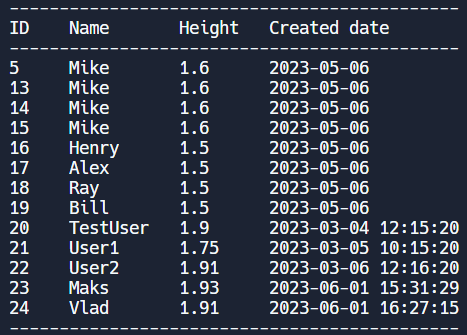 -----------------------------------------------
ID    Name       Height   Created date
-----------------------------------------------
5     Mike       1.6      2023-05-06
13    Mike       1.6      2023-05-06
14    Mike       1.6      2023-05-06
15    Mike       1.6      2023-05-06
16    Henry      1.5      2023-05-06
17    Alex       1.5      2023-05-06
18    Ray        1.5      2023-05-06
19    Bill       1.5      2023-05-06
20    TestUser   1.9      2023-03-04 12:15:20
21    User1      1.75     2023-03-05 10:15:20
22    User2      1.91     2023-03-06 12:16:20
23    Maks       1.93     2023-06-01 15:31:29
24    Vlad       1.91     2023-06-01 16:27:15
-----------------------------------------------